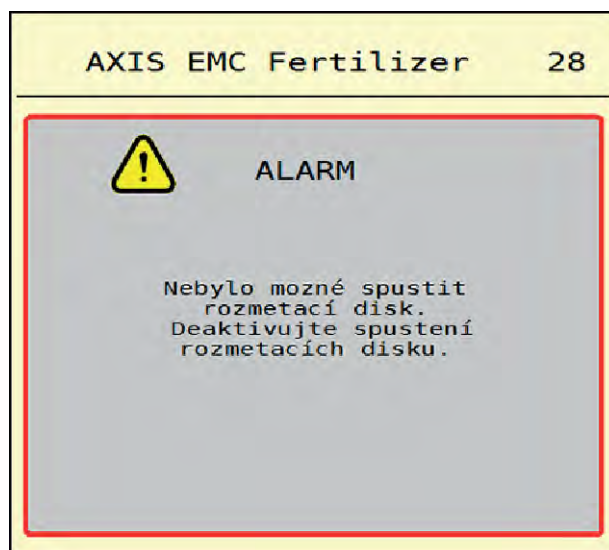 AXIS EMC Fertilizer 28
ALARM
Nebylo mozné spustit
rozmetací disk.
Deaktivujte spustení
rozmetacích disku.